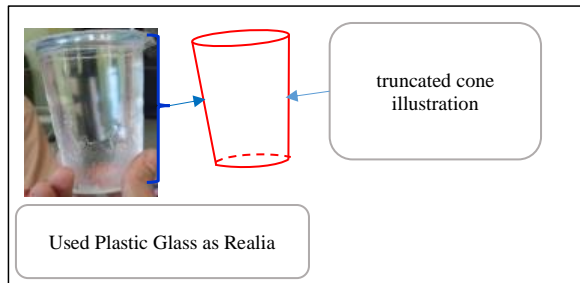 truncated cone
illustration
Used Plastic Glass as Realia